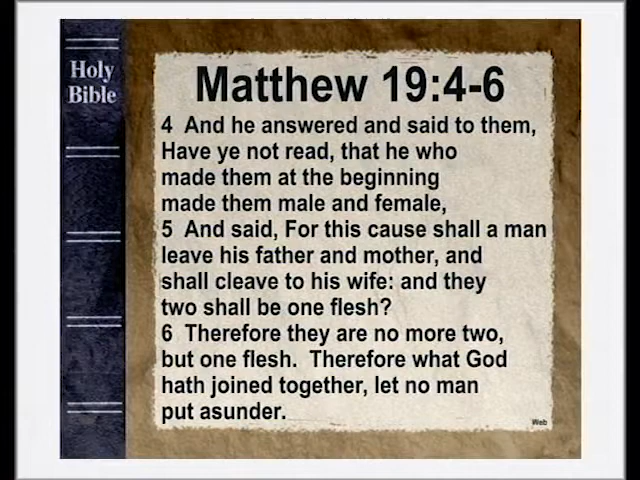 Holy
Bible
Matthew 19:4-6
4 And he answered and said to them,
Have ye not read, that he who
made them at the beginning
made them male and female,
5 And said, For this cause shall a man
leave his father and mother, and
shall cleave to his wife: and they
two shall be one flesh?
6 Therefore they are no more two,
but one flesh. Therefore what God
hath joined together, let no man
put asunder.
Web